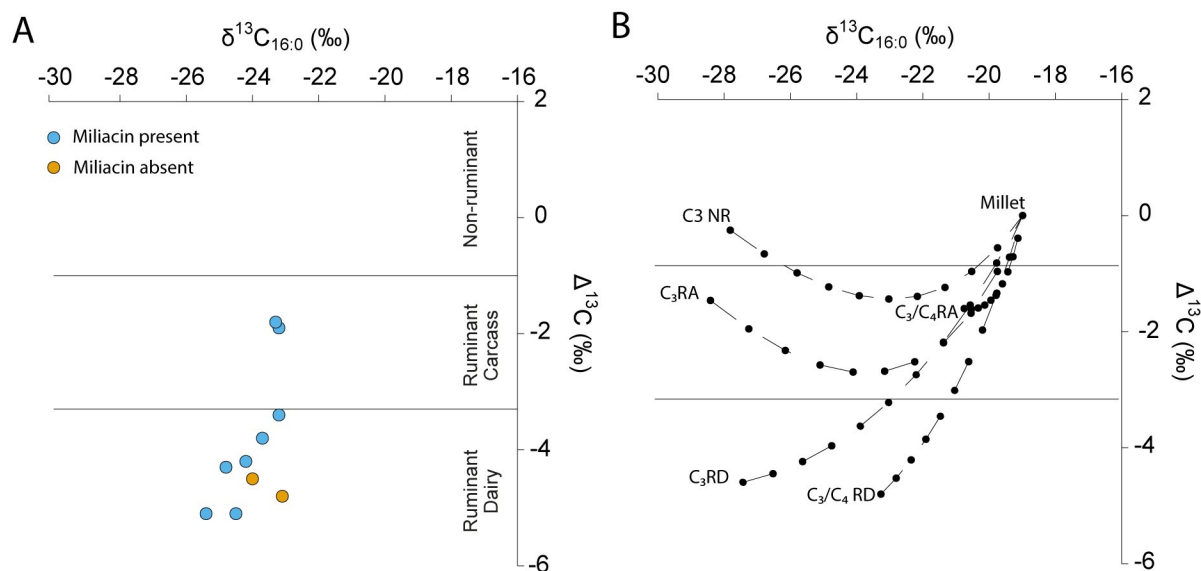 A
δ¹³C₁₆:₀ (‰)
-30 -28 -26 -24 -22 -20 -18 -16
2
0
-2
-4
-6
Δ¹³C (‰)
Miliacin present
Miliacin absent
Non-ruminant
Ruminant
Carcass
Ruminant
Dairy
B
δ¹³C₁₆:₀ (‰)
-30 -28 -26 -24 -22 -20 -18 -16
2
0
-2
-4
-6
Δ¹³C (‰)
Millet
C3 NR
C₃RA
C₃/C₄RA
C₃RD
C₃/C₄ RD